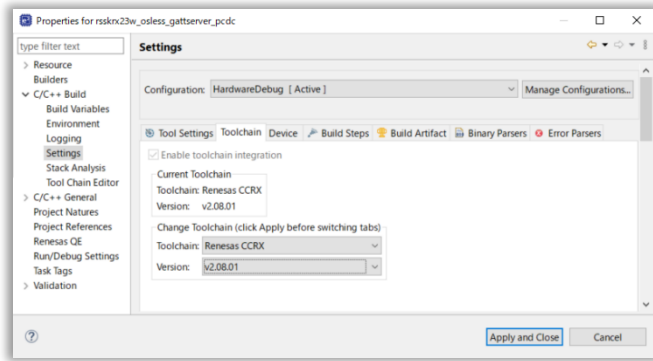 Properties for rsskrx23w_osless_gattserver_pcdc
type filter text
Settings
Resource
Builders
C/C++ Build
Build Variables
Environment
Logging
Settings
Stack Analysis
Tool Chain Editor
C/C++ General
Project Natures
Project References
Renesas QE
Run/Debug Settings
Task Tags
Validation
Configuration: HardwareDebug [ Active ] Manage Configurations...
Tool Settings Toolchain Device Build Steps Build Artifact Binary Parsers Error Parsers
Enable toolchain integration
Current Toolchain
Toolchain: Renesas CCRX
Version: v2.08.01
Change Toolchain (click Apply before switching tabs)
Toolchain: Renesas CCRX
Version: v2.08.01
Apply and Close Cancel